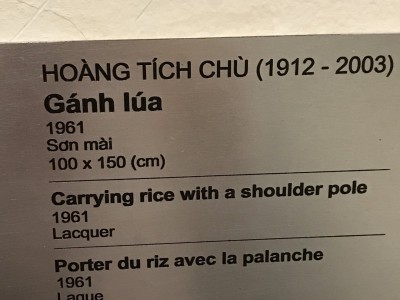 HOÀNG TÍCH CHÙ (1912 - 2003)
Gánh lúa
1961
Sơn mài
100 x 150 (cm)
Carrying rice with a shoulder pole
1961
Lacquer
Porter du riz avec la palanche
1961
Laque